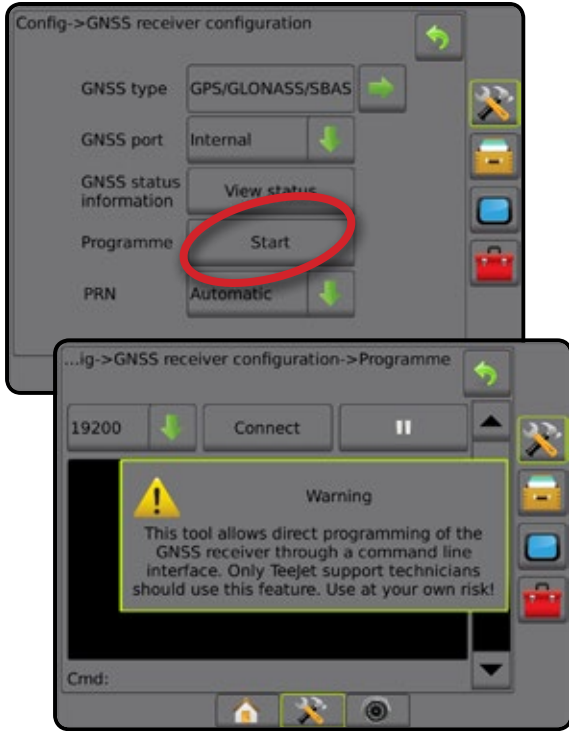 Config->GNSS receiver configuration
GNSS type GPS/GLONASS/SBAS
GNSS port Internal
GNSS status
information View status
Programme Start
PRN Automatic
...ig->GNSS receiver configuration->Programme
19200 Connect
Warning
This tool allows direct programming of the
GNSS receiver through a command line
interface. Only TeeJet support technicians
should use this feature. Use at your own risk!
Cmd: